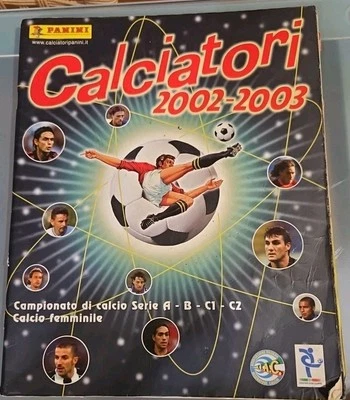 PANINI
www.calciatoripanini.it
Calciatori
2002-2003
Campionato di calcio Serie A - B - C1 - C2
Calcio femminile